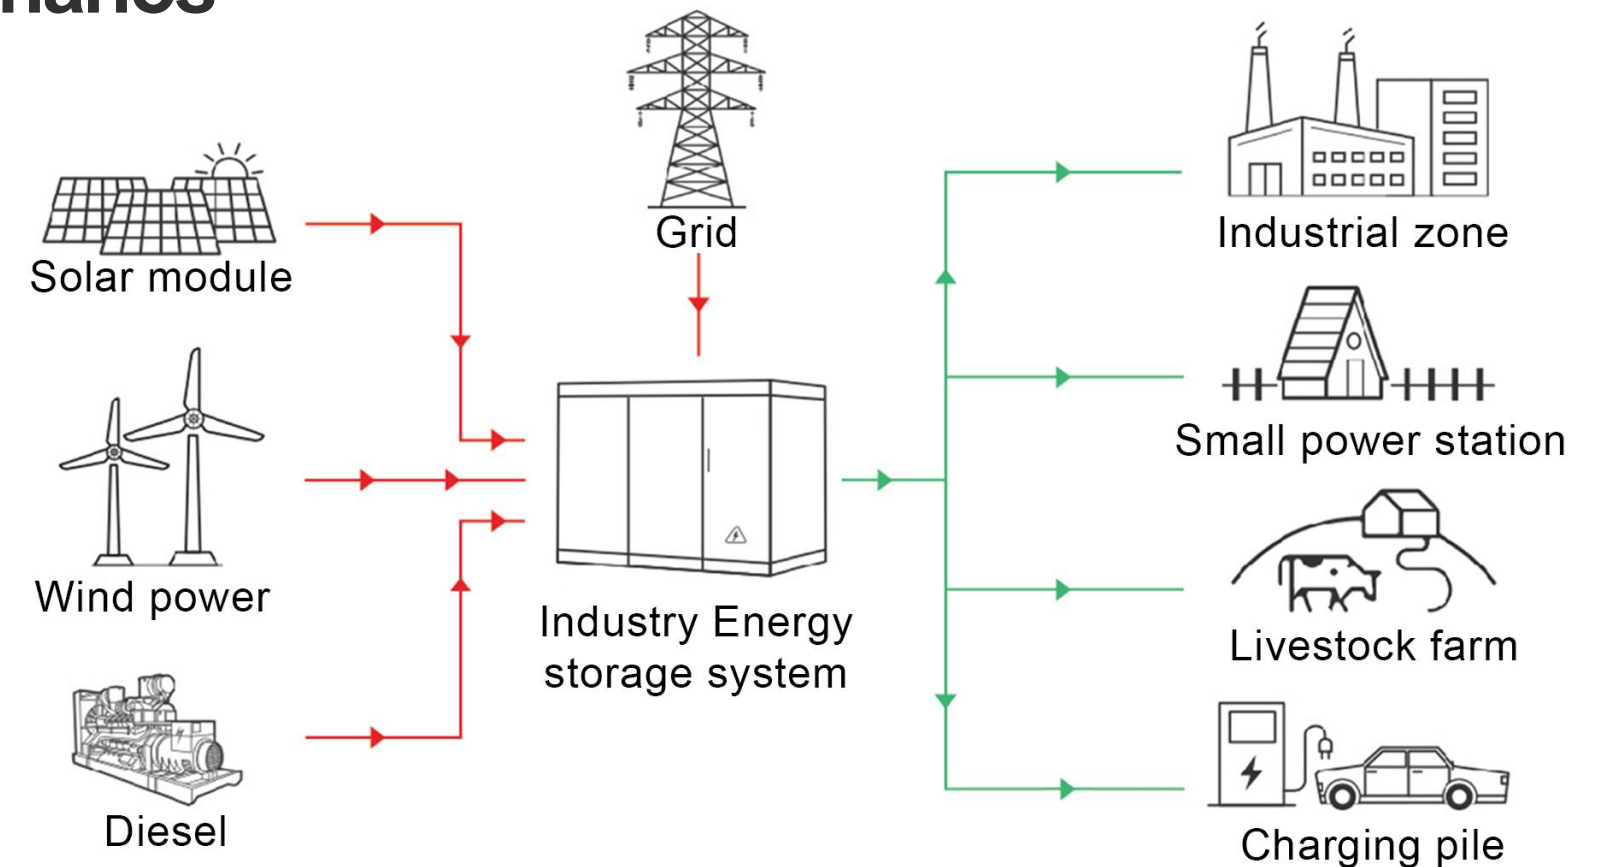 Grid
Solar module
Industrial zone
Small power station
Wind power
Industry Energy
storage system
Livestock farm
Diesel
Charging pile